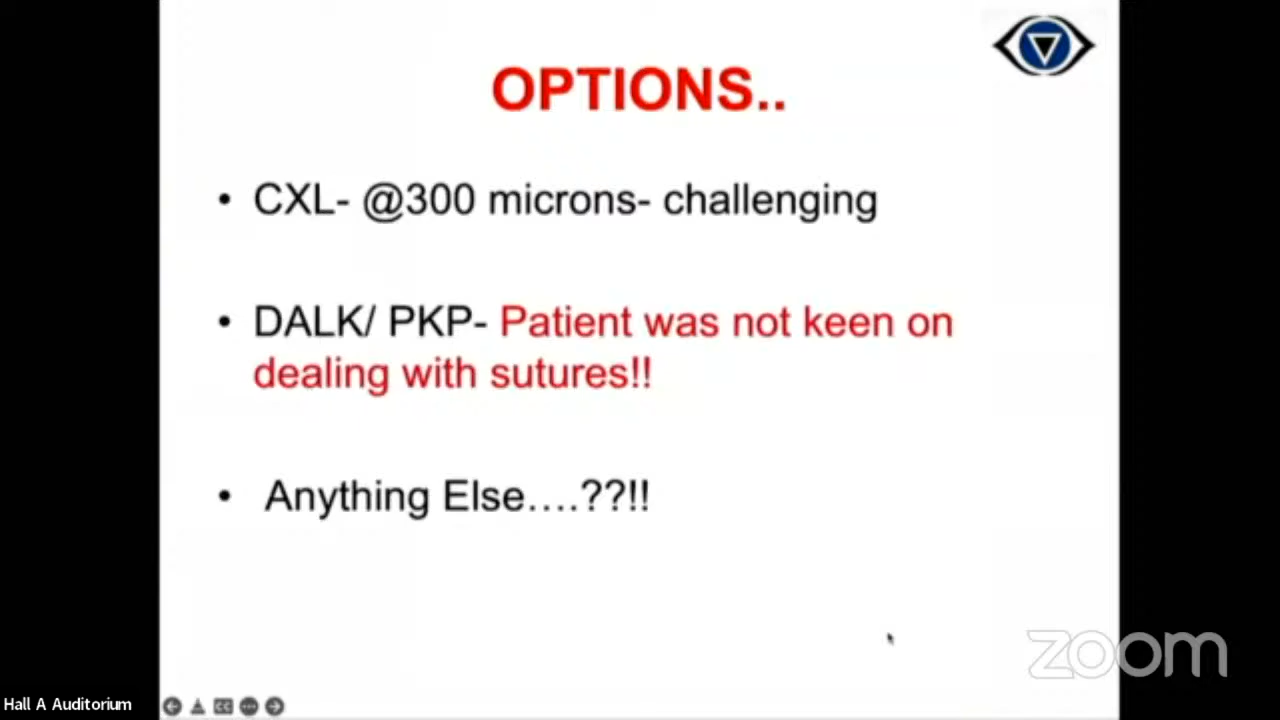 OPTIONS..
• CXL- @300 microns- challenging
• DALK/ PKP- Patient was not keen on
dealing with sutures!!
• Anything Else....??!!
zoom
Hall A Auditorium